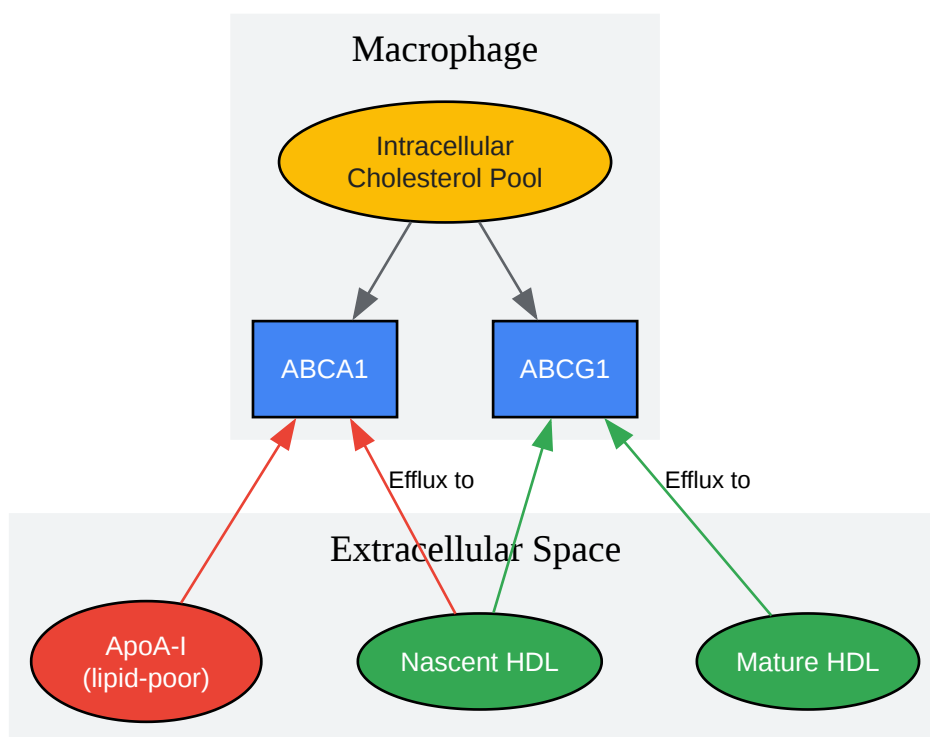 Macrophage
Intracellular
Cholesterol Pool
ABCA1
ABCG1
Efflux to
Efflux to
Extracellular Space
ApoA-I
(lipid-poor)
Nascent HDL
Mature HDL